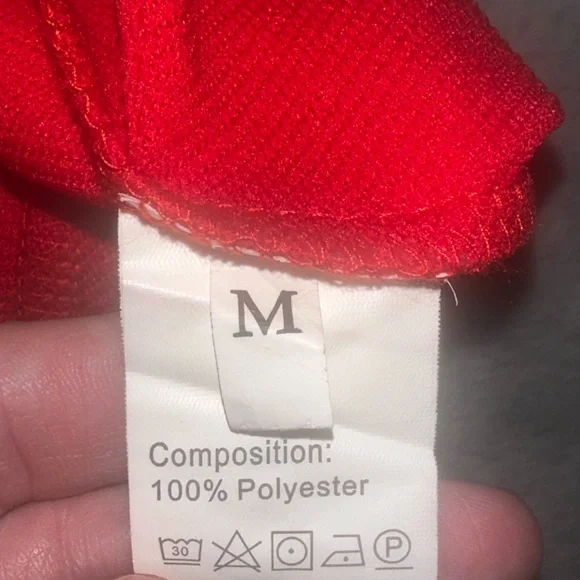 M
Composition:
100% Polyester
30 P